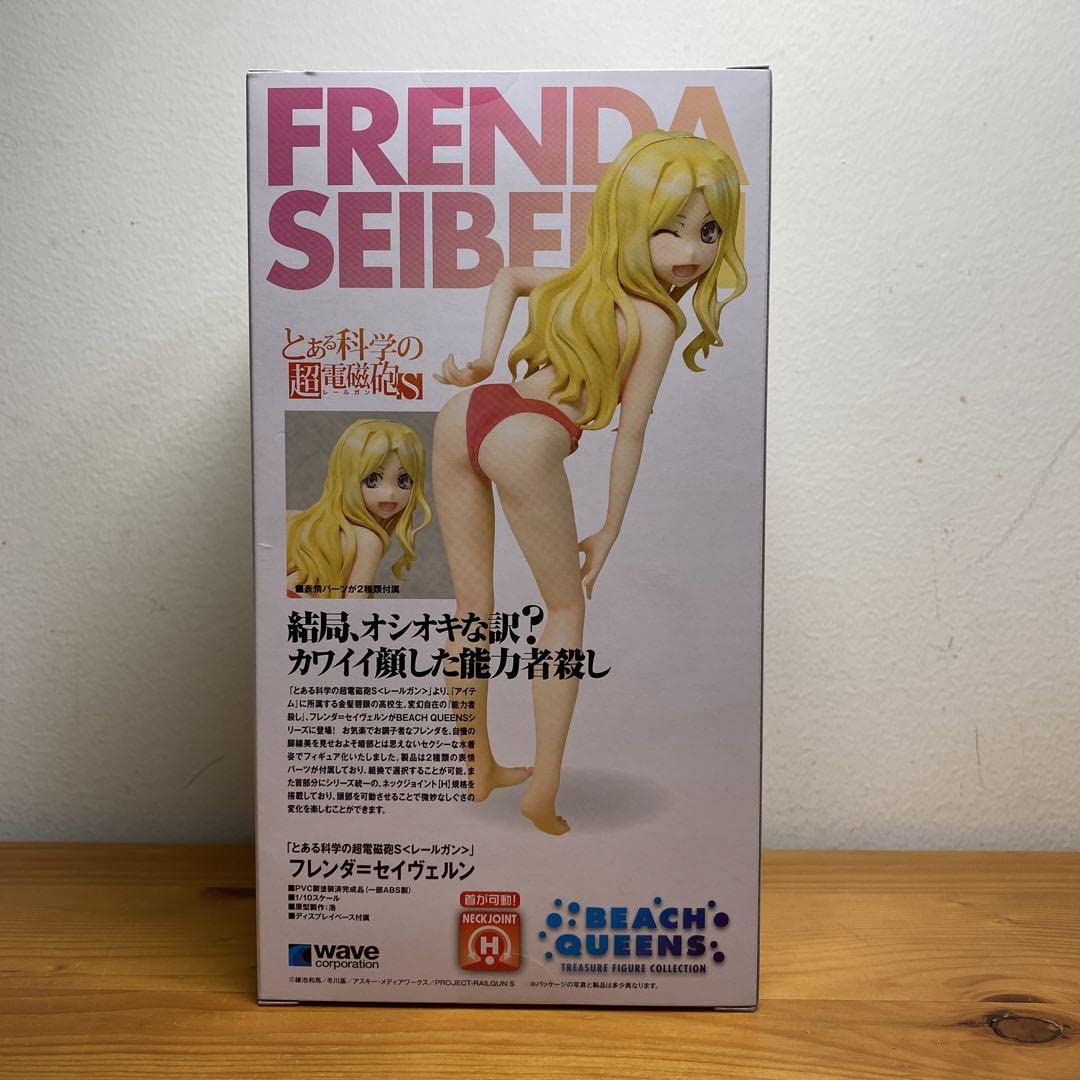 FRENDA
SEIBE
とある科学の
超電磁砲S
レールガン
■表情パーツが2種類付属
結局、オシオキな訳?
カワイイ顔した能力者殺し
「とある科学の超電磁砲S<レールガン>」より、「アイテ
ム」に所属する金髪碧眼の高校生、変幻自在の「能力者
殺し」、フレンダ=セイヴェルンがBEACH QUEENSシ
リーズに登場! お気楽でお調子者なフレンダを、自慢の
脚線美を見せおよそ暗部とは思えないセクシーな水着
姿でフィギュア化いたしました。製品は2種類の表情
パーツが付属しており、組換で選択することが可能。ま
た首部分にシリーズ統一の、ネックジョイント[H]規格を
搭載しており、頭部を可動させることで微妙なしぐさの
変化を楽しむことができます。
「とある科学の超電磁砲S<レールガン>」
フレンダ=セイヴェルン
■PVC製塗装済完成品(一部ABS製)
■1/10スケール
■原型製作:浩
■ディスプレイベース付属
首が可動!
NECK JOINT
H
BEACH
QUEENS
TREASURE FIGURE COLLECTION
wave
corporation
©鎌池和馬/冬川基/アスキー・メディアワークス/PROJECT-RAILGUN S
※パッケージの写真と製品は多少異なります。